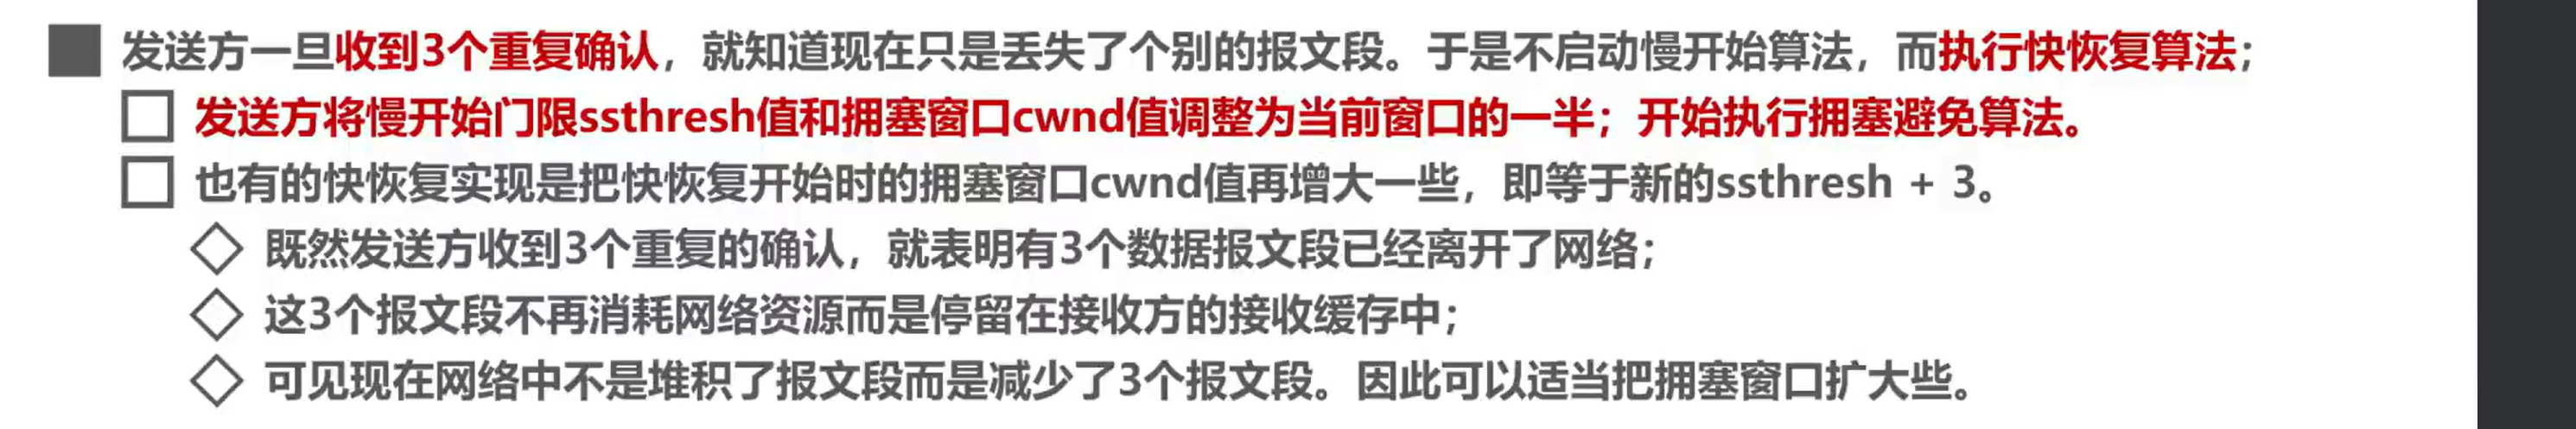 发送方一旦收到3个重复确认，就知道现在只是丢失了个别的报文段。于是不启动慢开始算法，而执行快恢复算法；
发送方将慢开始门限ssthresh值和拥塞窗口cwnd值调整为当前窗口的一半；开始执行拥塞避免算法。
也有的快恢复实现是把快恢复开始时的拥塞窗口cwnd值再增大一些，即等于新的ssthresh + 3。
既然发送方收到3个重复的确认，就表明有3个数据报文段已经离开了网络；
这3个报文段不再消耗网络资源而是停留在接收方的接收缓存中；
可见现在网络中不是堆积了报文段而是减少了3个报文段。因此可以适当把拥塞窗口扩大些。